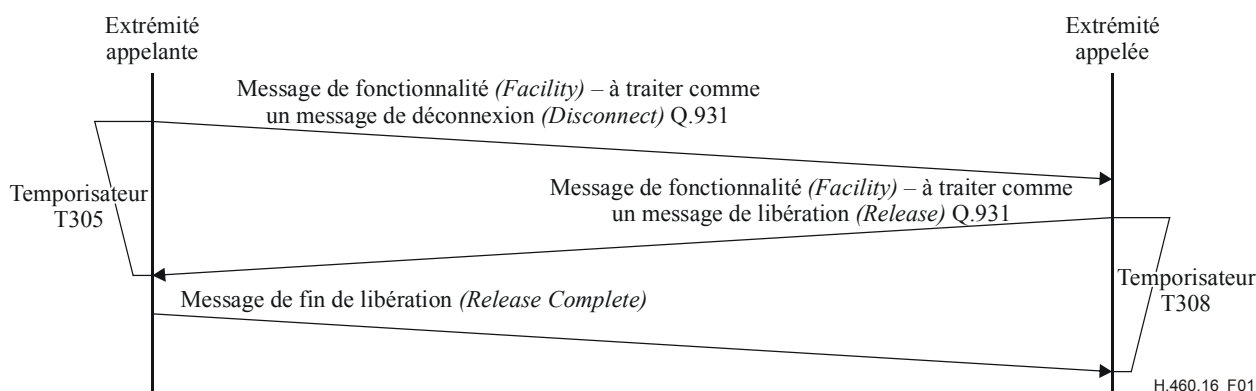 Extrémité
appelante
Extrémité
appelée
Message de fonctionnalité (Facility) – à traiter comme
un message de déconnexion (Disconnect) Q.931
Temporisateur
T305
Message de fonctionnalité (Facility) – à traiter comme
un message de libération (Release) Q.931
Temporisateur
T308
Message de fin de libération (Release Complete)
H.460.16_F01